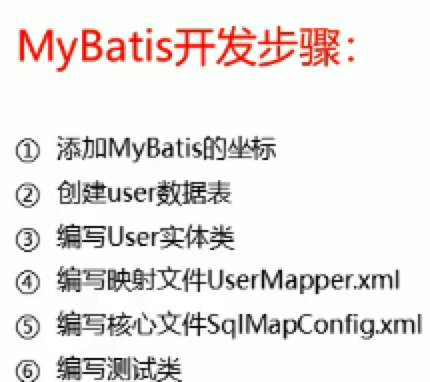 MyBatis开发步骤：
① 添加MyBatis的坐标
② 创建user数据表
③ 编写User实体类
④ 编写映射文件UserMapper.xml
⑤ 编写核心文件SqlMapConfig.xml
⑥ 编写测试类